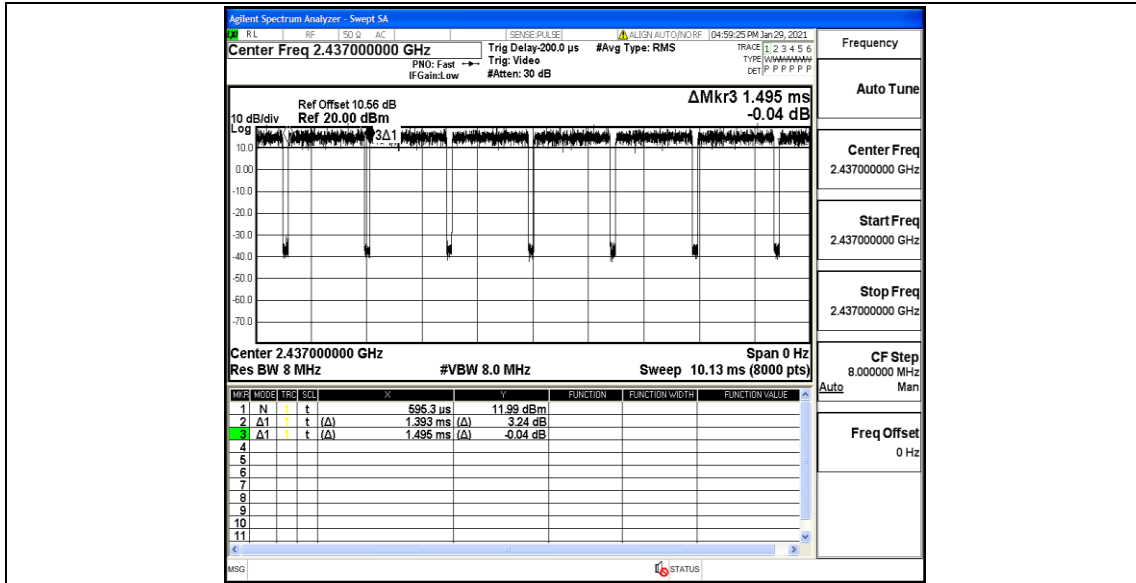 Agilent Spectrum Analyzer - Swept SA
LXI RL RF 50 Ω AC SENSE:PULSE ALIGN AUTO/NO RF 04:59:25 PM Jan 29, 2021
Center Freq 2.437000000 GHz
PNO: Fast
IFGain:Low
Trig Delay-200.0 µs
Trig: Video
#Atten: 30 dB
#Avg Type: RMS
TRACE 1 2 3 4 5 6
TYPE WWWWWW
DET P P P P P P
Frequency
Auto Tune
Center Freq
2.437000000 GHz
Start Freq
2.437000000 GHz
Stop Freq
2.437000000 GHz
CF Step
8.000000 MHz
Auto Man
Freq Offset
0 Hz
ΔMkr3 1.495 ms
-0.04 dB
Ref Offset 10.56 dB
10 dB/div Ref 20.00 dBm
Log
3Δ1
10.0
0.00
-10.0
-20.0
-30.0
-40.0
-50.0
-60.0
-70.0
Center 2.437000000 GHz Span 0 Hz
Res BW 8 MHz #VBW 8.0 MHz Sweep 10.13 ms (8000 pts)
MKR MODE TRC SCL X Y FUNCTION FUNCTION WIDTH FUNCTION VALUE
1 N 1 t 595.3 µs 11.99 dBm
2 Δ1 1 t (Δ) 1.393 ms (Δ) 3.24 dB
3 Δ1 1 t (Δ) 1.495 ms (Δ) -0.04 dB
4
5
6
7
8
9
10
11
MSG STATUS